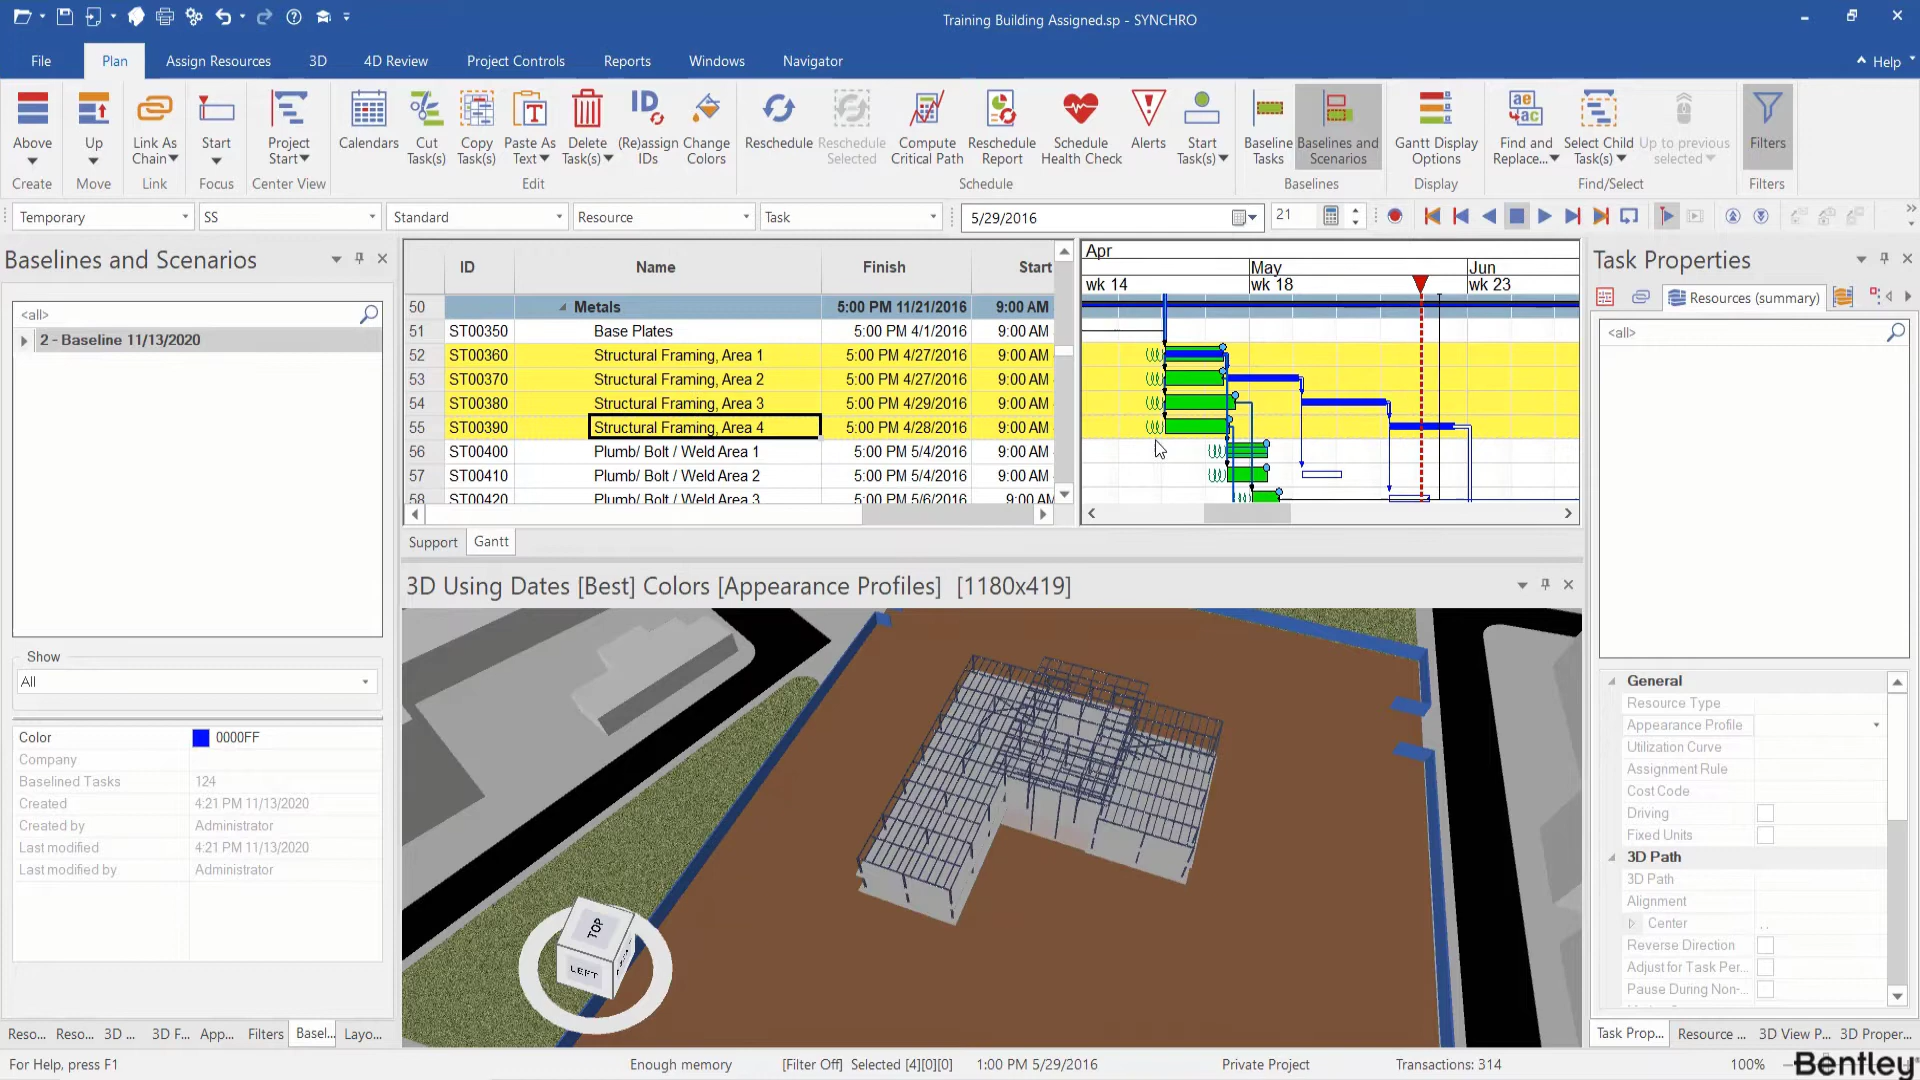 Training Building Assigned.sp - SYNCHRO
File Plan Assign Resources 3D 4D Review Project Controls Reports Windows Navigator Help
Above
Create
Up
Move
Link As
Chain
Link
Start
Focus
Project
Start
Center View
Calendars
Cut
Task(s)
Copy
Task(s)
Paste As
Text
Delete
Task(s)
ID
(Re)assign
IDs
Change
Colors
Edit
Reschedule
Reschedule
Selected
Compute
Critical Path
Reschedule
Report
Schedule
Health Check
Alerts
Start
Task(s)
Schedule
Baseline
Tasks
Baselines and
Scenarios
Baselines
Gantt Display
Options
Display
ae
ac
Find and
Replace...
Select Child
Task(s)
Up to previous
selected
Find/Select
Filters
Filters
Temporary SS Standard Resource Task 5/29/2016 21
Baselines and Scenarios
<all>
2 - Baseline 11/13/2020
Show
All
Color 0000FF
Company
Baselined Tasks 124
Created 4:21 PM 11/13/2020
Created by Administrator
Last modified 4:21 PM 11/13/2020
Last modified by Administrator
Reso... Reso... 3D ... 3D F... App... Filters Basel... Layo...
ID Name Finish Start
50 Metals 5:00 PM 11/21/2016 9:00 AM
51 ST00350 Base Plates 5:00 PM 4/1/2016 9:00 AM
52 ST00360 Structural Framing, Area 1 5:00 PM 4/27/2016 9:00 AM
53 ST00370 Structural Framing, Area 2 5:00 PM 4/27/2016 9:00 AM
54 ST00380 Structural Framing, Area 3 5:00 PM 4/29/2016 9:00 AM
55 ST00390 Structural Framing, Area 4 5:00 PM 4/28/2016 9:00 AM
56 ST00400 Plumb/ Bolt / Weld Area 1 5:00 PM 5/4/2016 9:00 AM
57 ST00410 Plumb/ Bolt / Weld Area 2 5:00 PM 5/4/2016 9:00 AM
58 ST00420 Plumb/ Bolt / Weld Area 3 5:00 PM 5/6/2016 9:00 AM
Apr
May Jun
wk 14 wk 18 wk 23
Support Gantt
3D Using Dates [Best] Colors [Appearance Profiles] [1180x419]
TOP
LEFT
Task Properties
Resources (summary)
<all>
General
Resource Type
Appearance Profile
Utilization Curve
Assignment Rule
Cost Code
Driving
Fixed Units
3D Path
3D Path
Alignment
Center . .
Reverse Direction
Adjust for Task Per...
Pause During Non-...
Task Prop... Resource ... 3D View P... 3D Proper...
For Help, press F1 Enough memory [Filter Off] Selected [4][0][0] 1:00 PM 5/29/2016 Private Project Transactions: 314 100%
Bentley